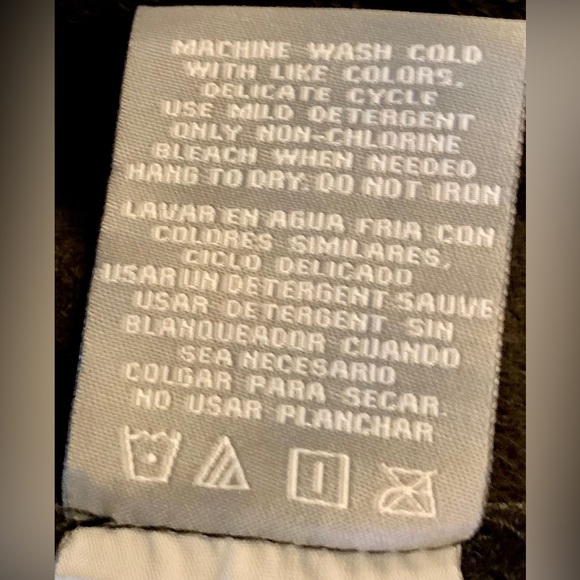 MACHINE WASH COLD
WITH LIKE COLORS,
DELICATE CYCLE
USE MILD DETERGENT
ONLY NON-CHLORINE
BLEACH WHEN NEEDED
HANG TO DRY. DO NOT IRON
LAVAR EN AGUA FRIA CON
COLORES SIMILARES,
CICLO DELICADO
USAR UN DETERGENT SAUVE
USAR DETERGENT SIN
BLANQUEADOR CUANDO
SEA NECESARIO
COLGAR PARA SECAR.
NO USAR PLANCHAR